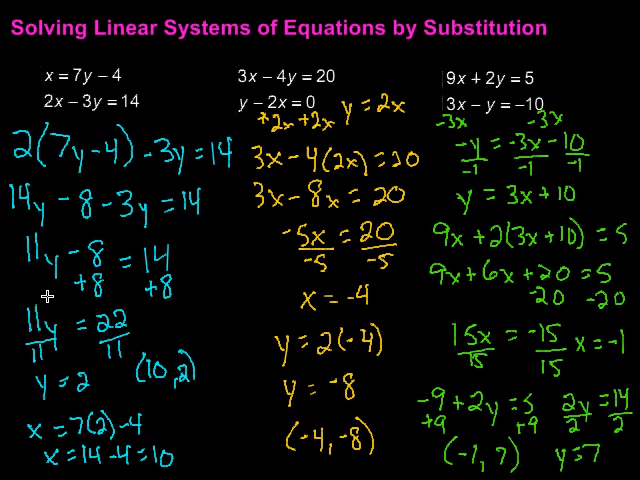 Solving Linear Systems of Equations by Substitution
x = 7y − 4
2x − 3y = 14
2(7y-4) -3y = 14
14y - 8 - 3y = 14
11y - 8 = 14
+8 +8
11y = 22
11 11
y = 2 (10,2)
x = 7(2) -4
x = 14 -4 = 10
3x − 4y = 20
y − 2x = 0 y = 2x
+2x +2x
3x - 4(2x) = 20
3x - 8x = 20
-5x = 20
-5 -5
x = -4
y = 2(-4)
y = -8
(-4, -8)
9x + 2y = 5
3x − y = −10
-3x -3x
-y = -3x - 10
-1 -1 -1
y = 3x + 10
9x + 2(3x + 10) = 5
9x + 6x + 20 = 5
-20 -20
15x = -15 x = -1
15 15
-9 + 2y = 5 2y = 14
+9 +9 2 2
(-1, 7) y = 7